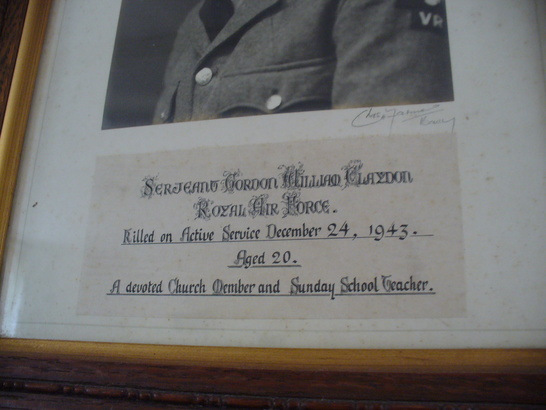 VR
Serjeant Gordon William Claydon
Royal Air Force.
Killed on Active Service December 24, 1943.
Aged 20.
A devoted Church Member and Sunday School Teacher.